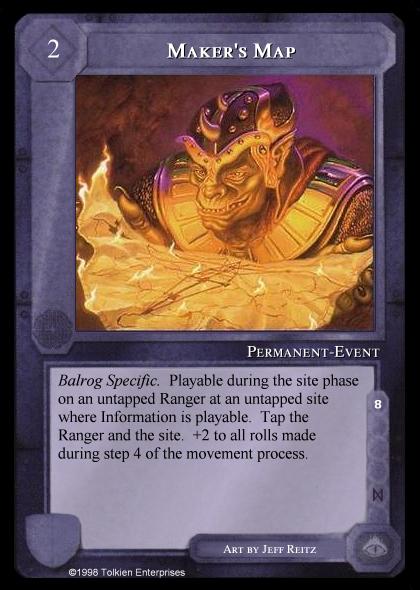 2
MAKER'S MAP
PERMANENT-EVENT
Balrog Specific. Playable during the site phase
on an untapped Ranger at an untapped site
where Information is playable. Tap the
Ranger and the site. +2 to all rolls made
during step 4 of the movement process.
8
ART BY JEFF REITZ
©1998 Tolkien Enterprises